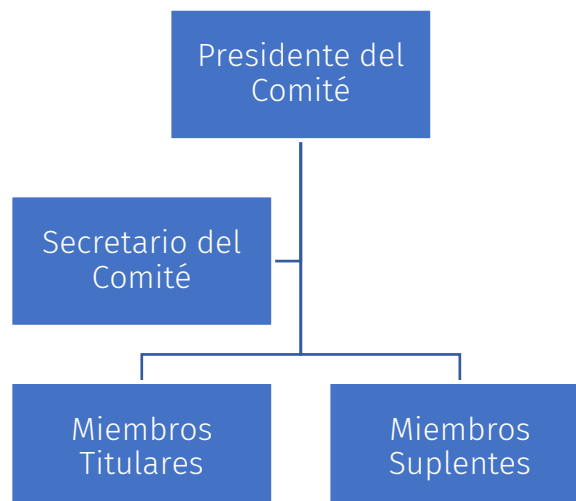 Presidente del
Comité
Secretario del
Comité
Miembros
Titulares
Miembros
Suplentes